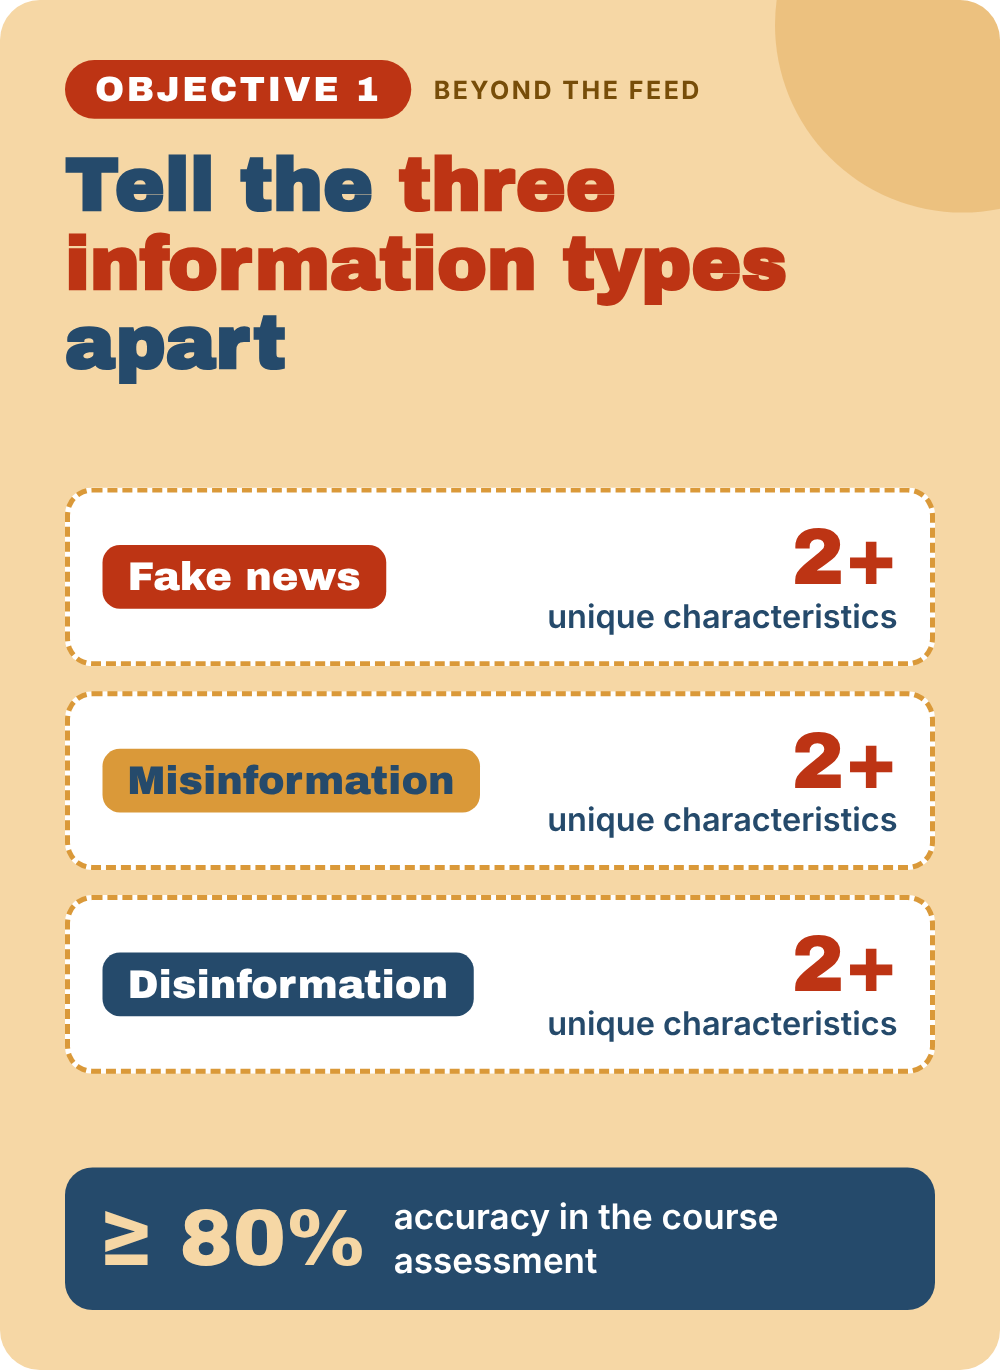 OBJECTIVE 1 BEYOND THE FEED
Tell the three
information types
apart
Fake news
2+
unique characteristics
Misinformation
2+
unique characteristics
Disinformation
2+
unique characteristics
≥ 80%
accuracy in the course
assessment